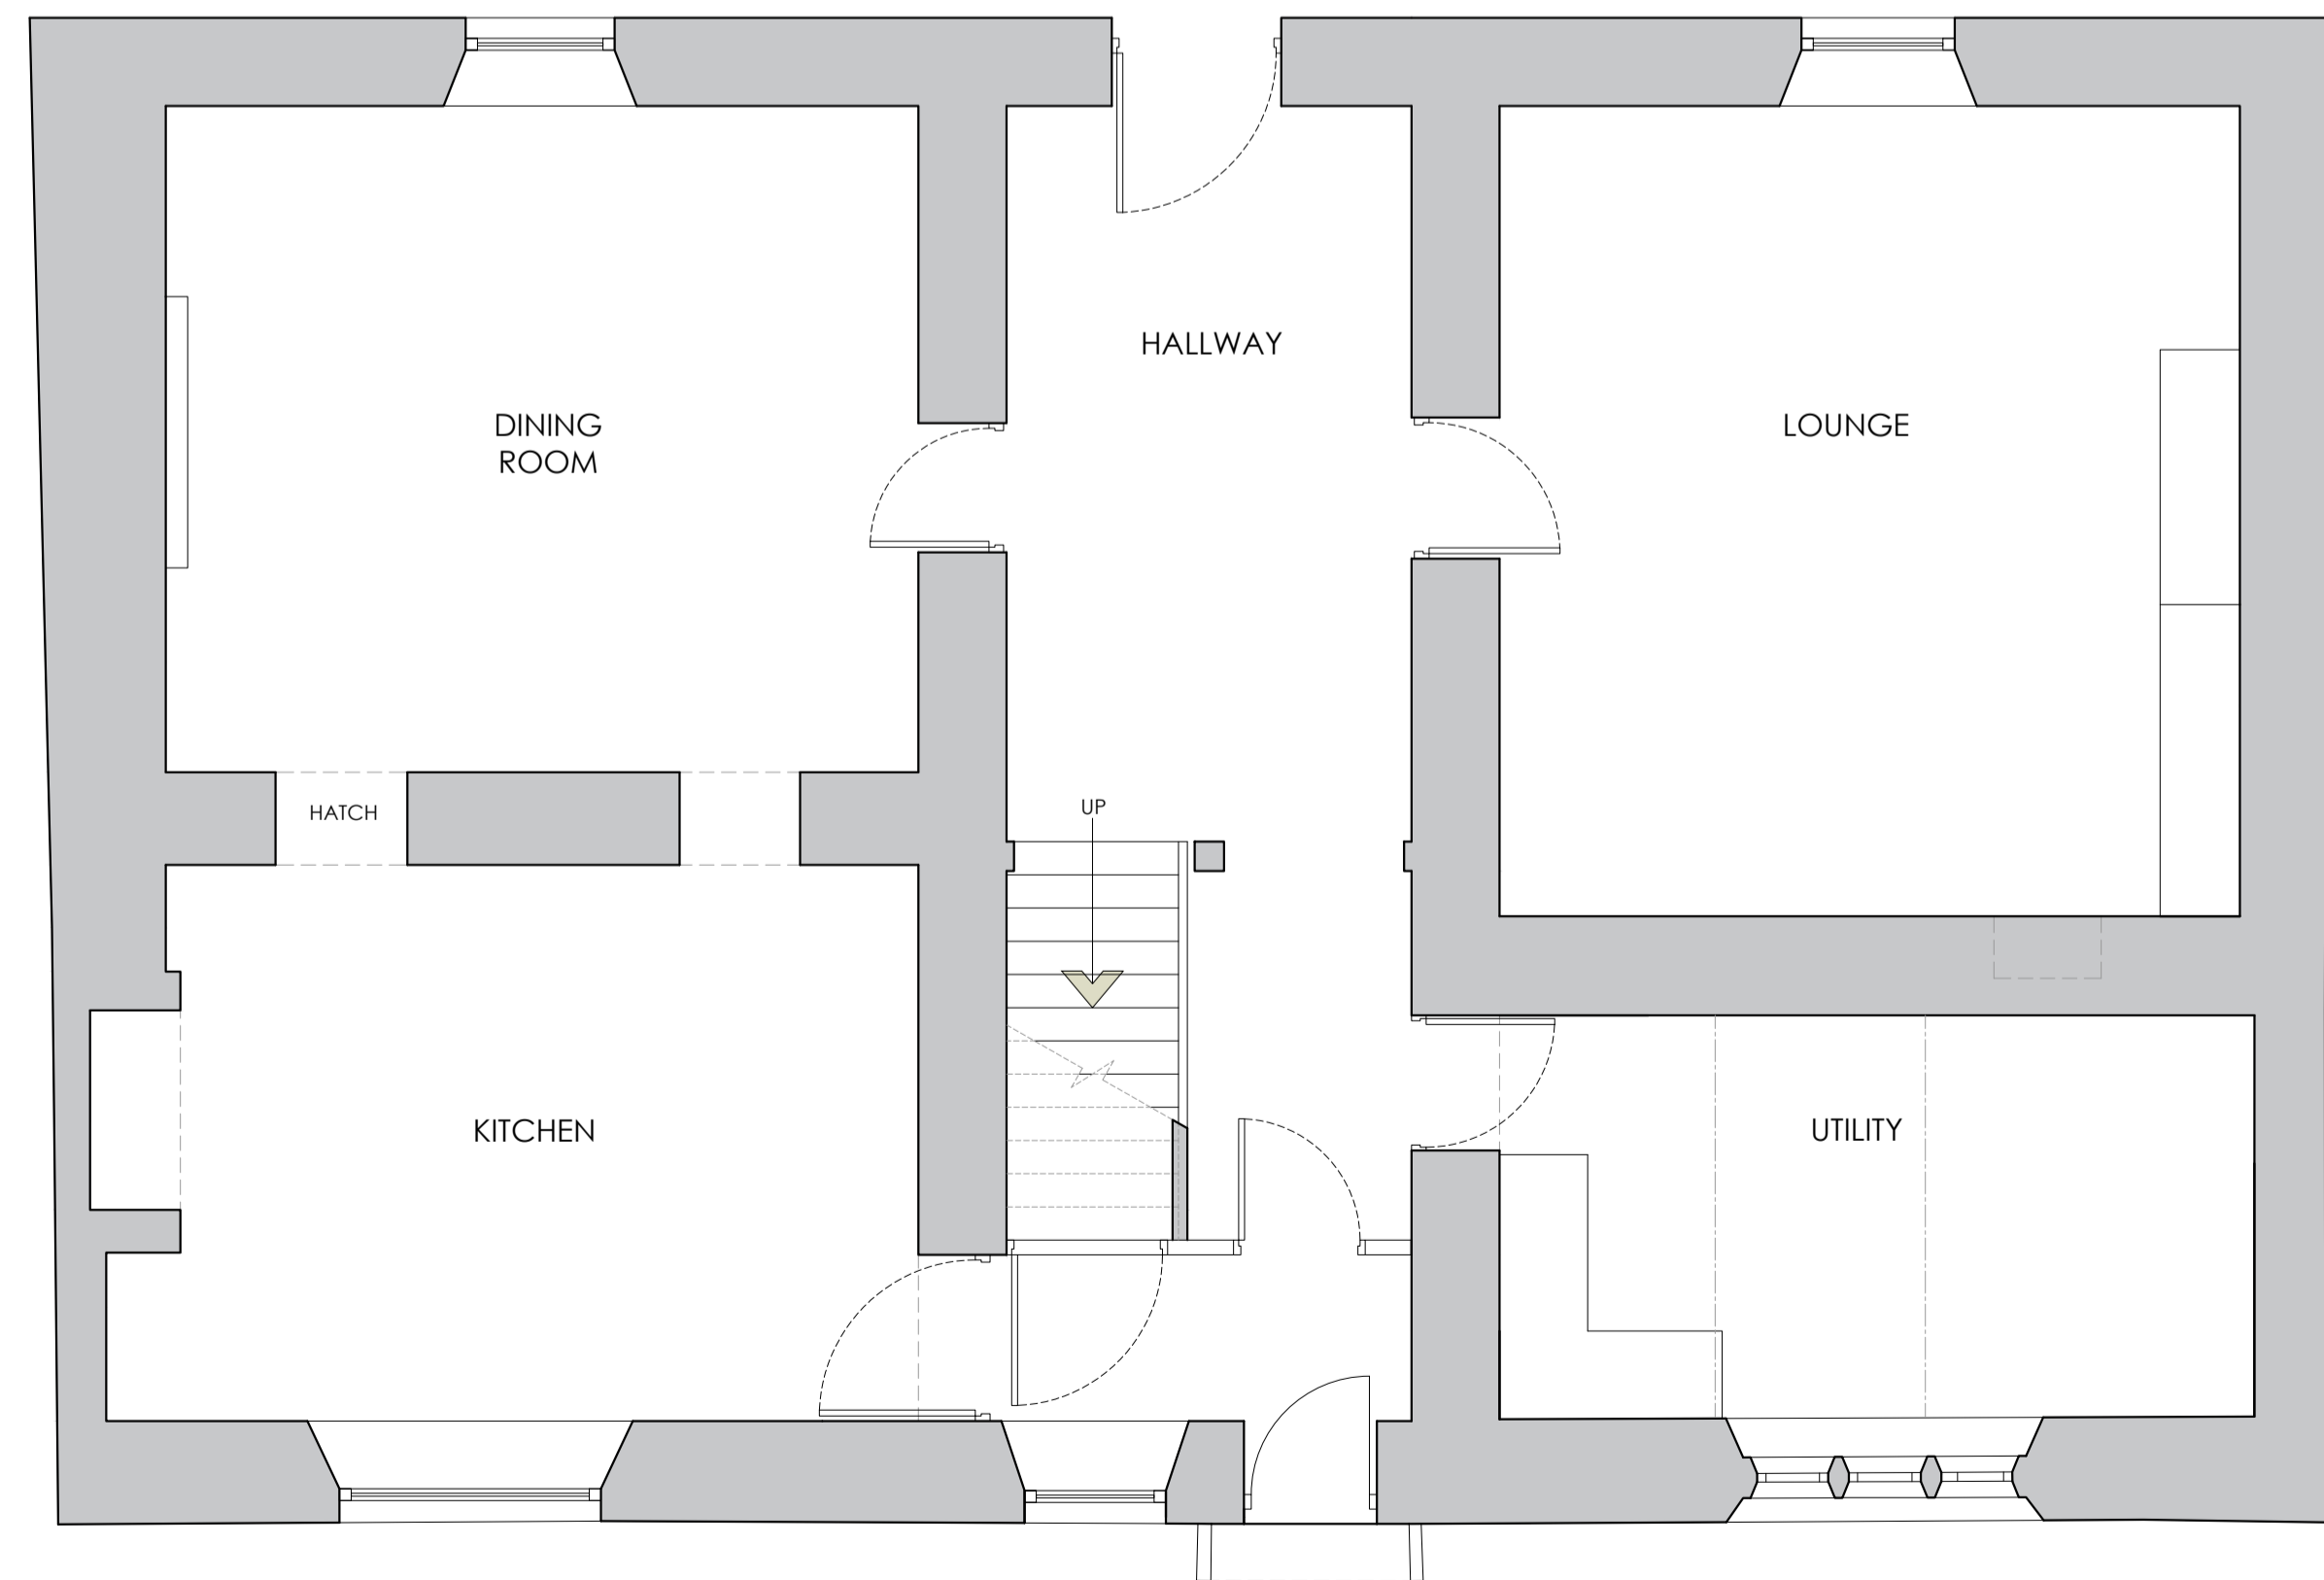 HALLWAY
DINING
ROOM
LOUNGE
HATCH
UP
KITCHEN
UTILITY